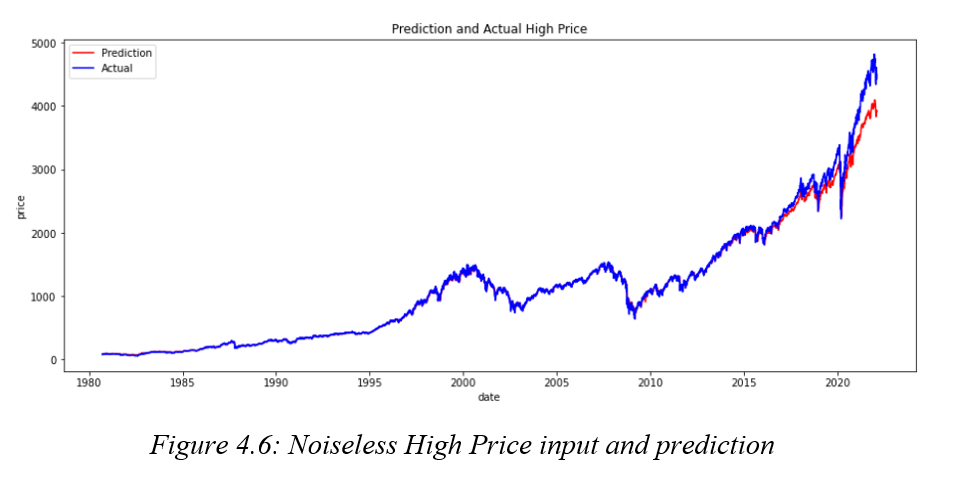 Prediction and Actual High Price
Prediction
Actual
5000
4000
3000
2000
1000
0
price
1980 1985 1990 1995 2000 2005 2010 2015 2020
date
Figure 4.6: Noiseless High Price input and prediction